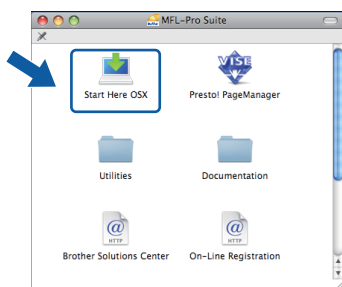 MFL-Pro Suite
Start Here OSX
Presto! PageManager
Utilities
Documentation
HTTP
HTTP
Brother Solutions Center
On-Line Registration